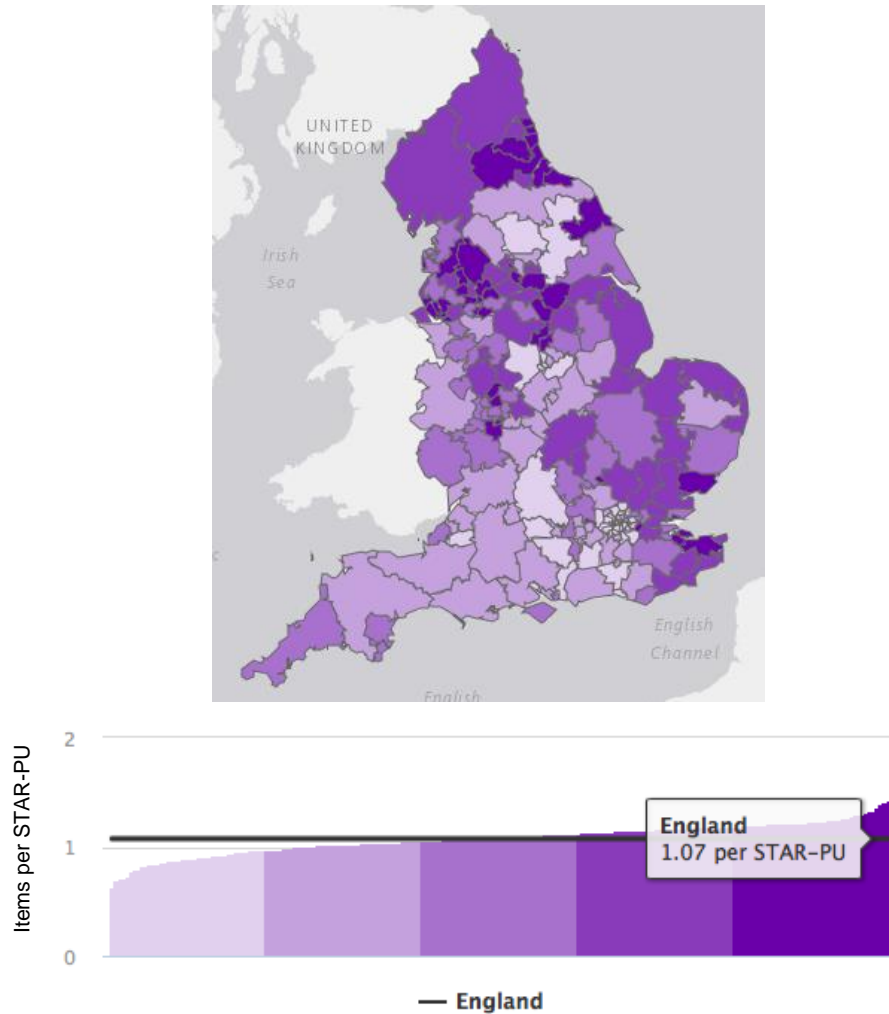 UNITED
KINGDOM
Irish
Sea
English
Channel
English
2
Items per STAR-PU
1
0
England
1.07 per STAR-PU
England